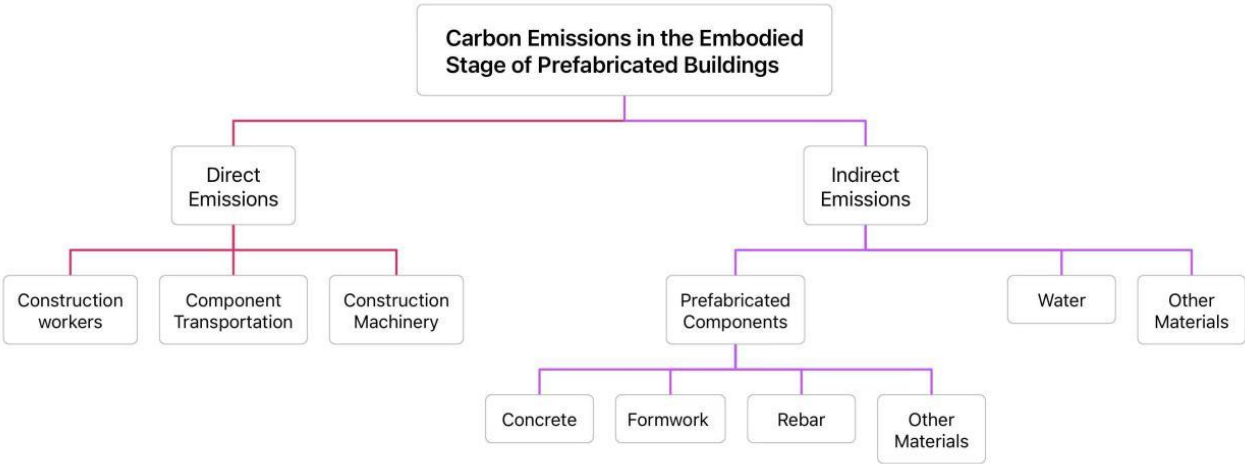 Carbon Emissions in the Embodied
Stage of Prefabricated Buildings
Direct
Emissions
Indirect
Emissions
Construction
workers
Component
Transportation
Construction
Machinery
Prefabricated
Components
Water
Other
Materials
Concrete
Formwork
Rebar
Other
Materials